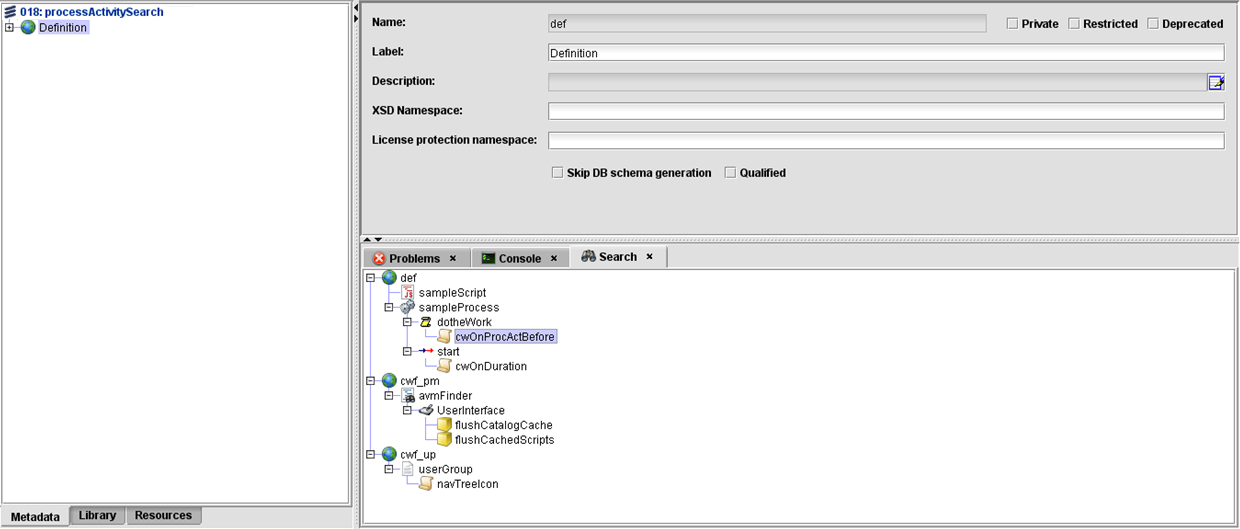 018: processActivitySearch
Definition
Metadata
Library
Resources
Name:
def
Private
Restricted
Deprecated
Label:
Definition
Description:
XSD Namespace:
License protection namespace:
Skip DB schema generation
Qualified
Problems
Console
Search
def
sampleScript
sampleProcess
dotheWork
cwOnProcActBefore
start
cwOnDuration
cwf_pm
avmFinder
UserInterface
flushCatalogCache
flushCachedScripts
cwf_up
userGroup
navTreeIcon